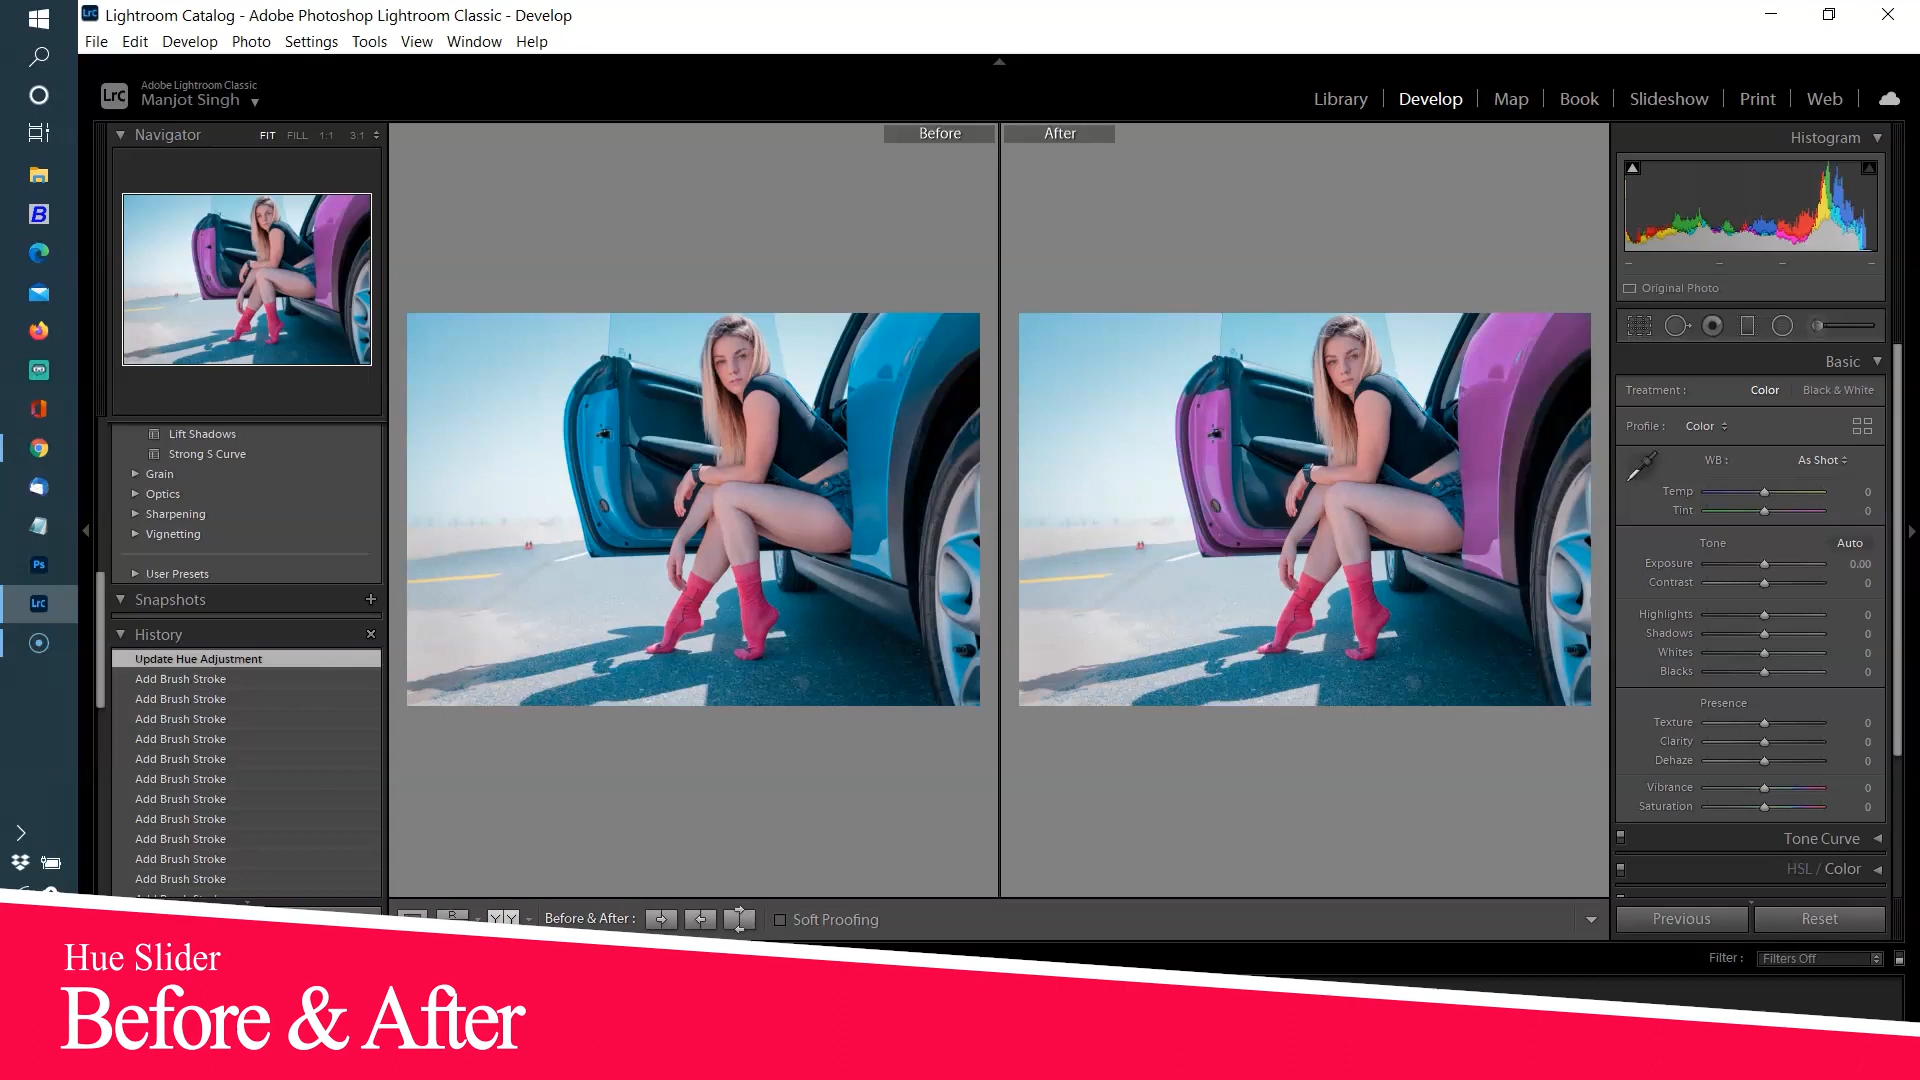 Lrc Lightroom Catalog - Adobe Photoshop Lightroom Classic - Develop
File Edit Develop Photo Settings Tools View Window Help
Lrc Adobe Lightroom Classic
Manjot Singh
Library Develop Map Book Slideshow Print Web
Navigator FIT FILL 1:1 3:1
Before After
Histogram
Original Photo
Basic
Treatment : Color Black & White
Profile : Color
WB : As Shot
Temp 0
Tint 0
Tone Auto
Exposure 0.00
Contrast 0
Highlights 0
Shadows 0
Whites 0
Blacks 0
Presence
Texture 0
Clarity 0
Dehaze 0
Vibrance 0
Saturation 0
Tone Curve
HSL / Color
Previous Reset
Lift Shadows
Strong S Curve
Grain
Optics
Sharpening
Vignetting
User Presets
Snapshots
History
Update Hue Adjustment
Add Brush Stroke
Add Brush Stroke
Add Brush Stroke
Add Brush Stroke
Add Brush Stroke
Add Brush Stroke
Add Brush Stroke
Add Brush Stroke
Add Brush Stroke
Add Brush Stroke
Add Brush Stroke
B
Ps
Lrc
YY Before & After : Soft Proofing
Filter : Filters Off
Hue Slider
Before & After